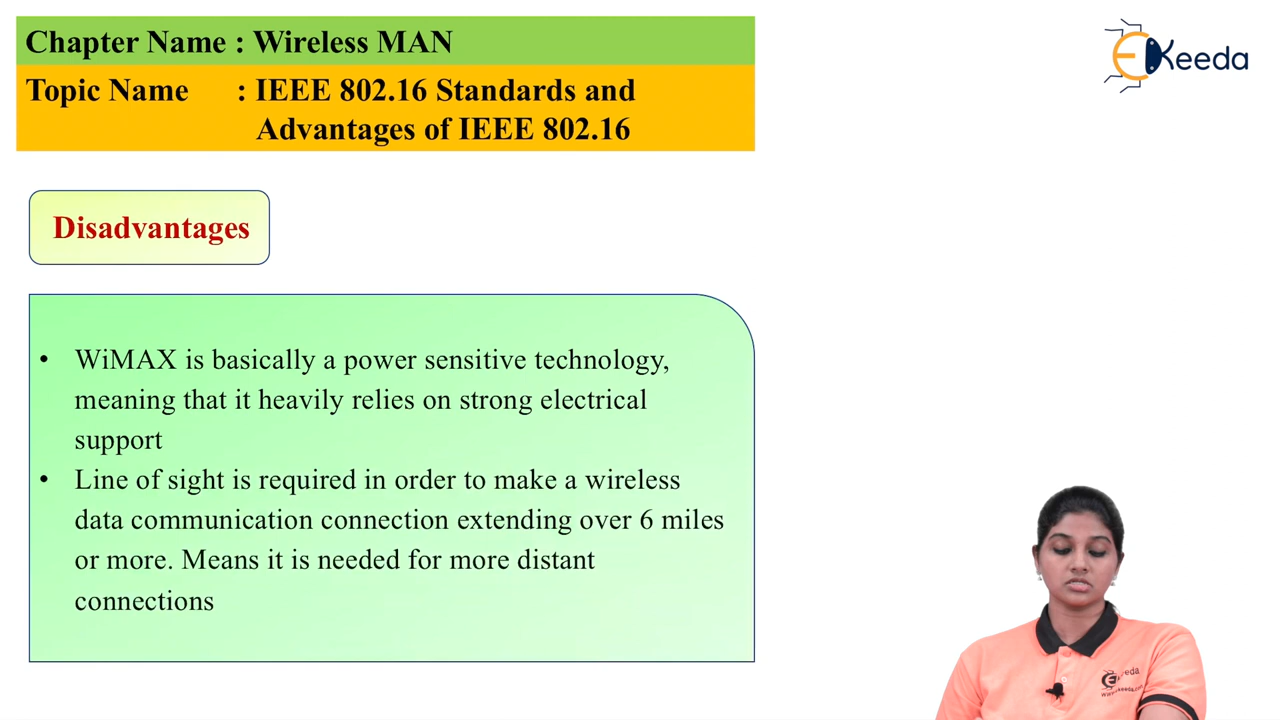 Chapter Name : Wireless MAN
Topic Name : IEEE 802.16 Standards and
Advantages of IEEE 802.16
EKeeda
Disadvantages
• WiMAX is basically a power sensitive technology,
meaning that it heavily relies on strong electrical
support
• Line of sight is required in order to make a wireless
data communication connection extending over 6 miles
or more. Means it is needed for more distant
connections